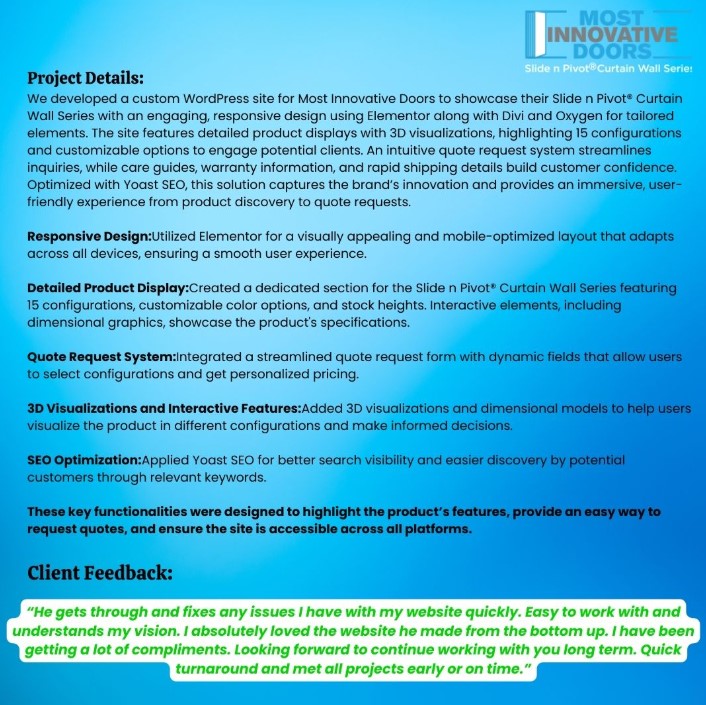 MOST
INNOVATIVE
DOORS
Slide n Pivot® Curtain Wall Series
Project Details:
We developed a custom WordPress site for Most Innovative Doors to showcase their Slide n Pivot® Curtain
Wall Series with an engaging, responsive design using Elementor along with Divi and Oxygen for tailored
elements. The site features detailed product displays with 3D visualizations, highlighting 15 configurations
and customizable options to engage potential clients. An intuitive quote request system streamlines
inquiries, while care guides, warranty information, and rapid shipping details build customer confidence.
Optimized with Yoast SEO, this solution captures the brand’s innovation and provides an immersive, user-
friendly experience from product discovery to quote requests.
Responsive Design:Utilized Elementor for a visually appealing and mobile-optimized layout that adapts
across all devices, ensuring a smooth user experience.
Detailed Product Display:Created a dedicated section for the Slide n Pivot® Curtain Wall Series featuring
15 configurations, customizable color options, and stock heights. Interactive elements, including
dimensional graphics, showcase the product's specifications.
Quote Request System:Integrated a streamlined quote request form with dynamic fields that allow users
to select configurations and get personalized pricing.
3D Visualizations and Interactive Features:Added 3D visualizations and dimensional models to help users
visualize the product in different configurations and make informed decisions.
SEO Optimization:Applied Yoast SEO for better search visibility and easier discovery by potential
customers through relevant keywords.
These key functionalities were designed to highlight the product’s features, provide an easy way to
request quotes, and ensure the site is accessible across all platforms.
Client Feedback:
“He gets through and fixes any issues I have with my website quickly. Easy to work with and
understands my vision. I absolutely loved the website he made from the bottom up. I have been
getting a lot of compliments. Looking forward to continue working with you long term. Quick
turnaround and met all projects early or on time.”